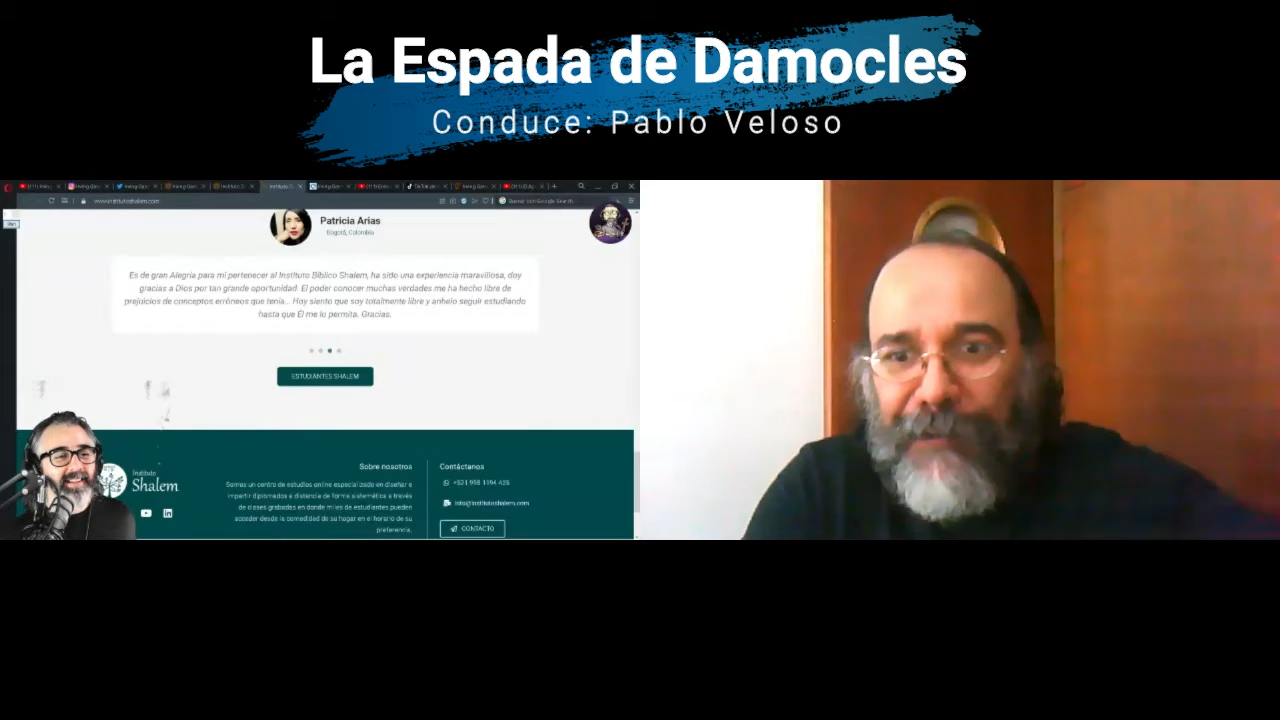 La Espada de Damocles
Conduce: Pablo Veloso
www.institutoshalem.com
Patricia Arias
Bogotá, Colombia
Es de gran Alegría para mi pertenecer al Instituto Bíblico Shalem, ha sido una experiencia maravillosa, doy
gracias a Dios por tan grande oportunidad. El poder conocer muchas verdades me ha hecho libre de
prejuicios de conceptos erróneos que tenía... Hoy siento que soy totalmente libre y anhelo seguir estudiando
hasta que Él me lo permita. Gracias.
ESTUDIANTES SHALEM
Instituto
Shalem
Sobre nosotros
Somos un centro de estudios online especializado en diseñar e
impartir diplomados a distancia de forma sistemática a través
de clases grabadas en donde miles de estudiantes pueden
acceder desde la comodidad de su hogar en el horario de su
preferencia.
Contáctanos
info@institutoshalem.com
CONTACTO